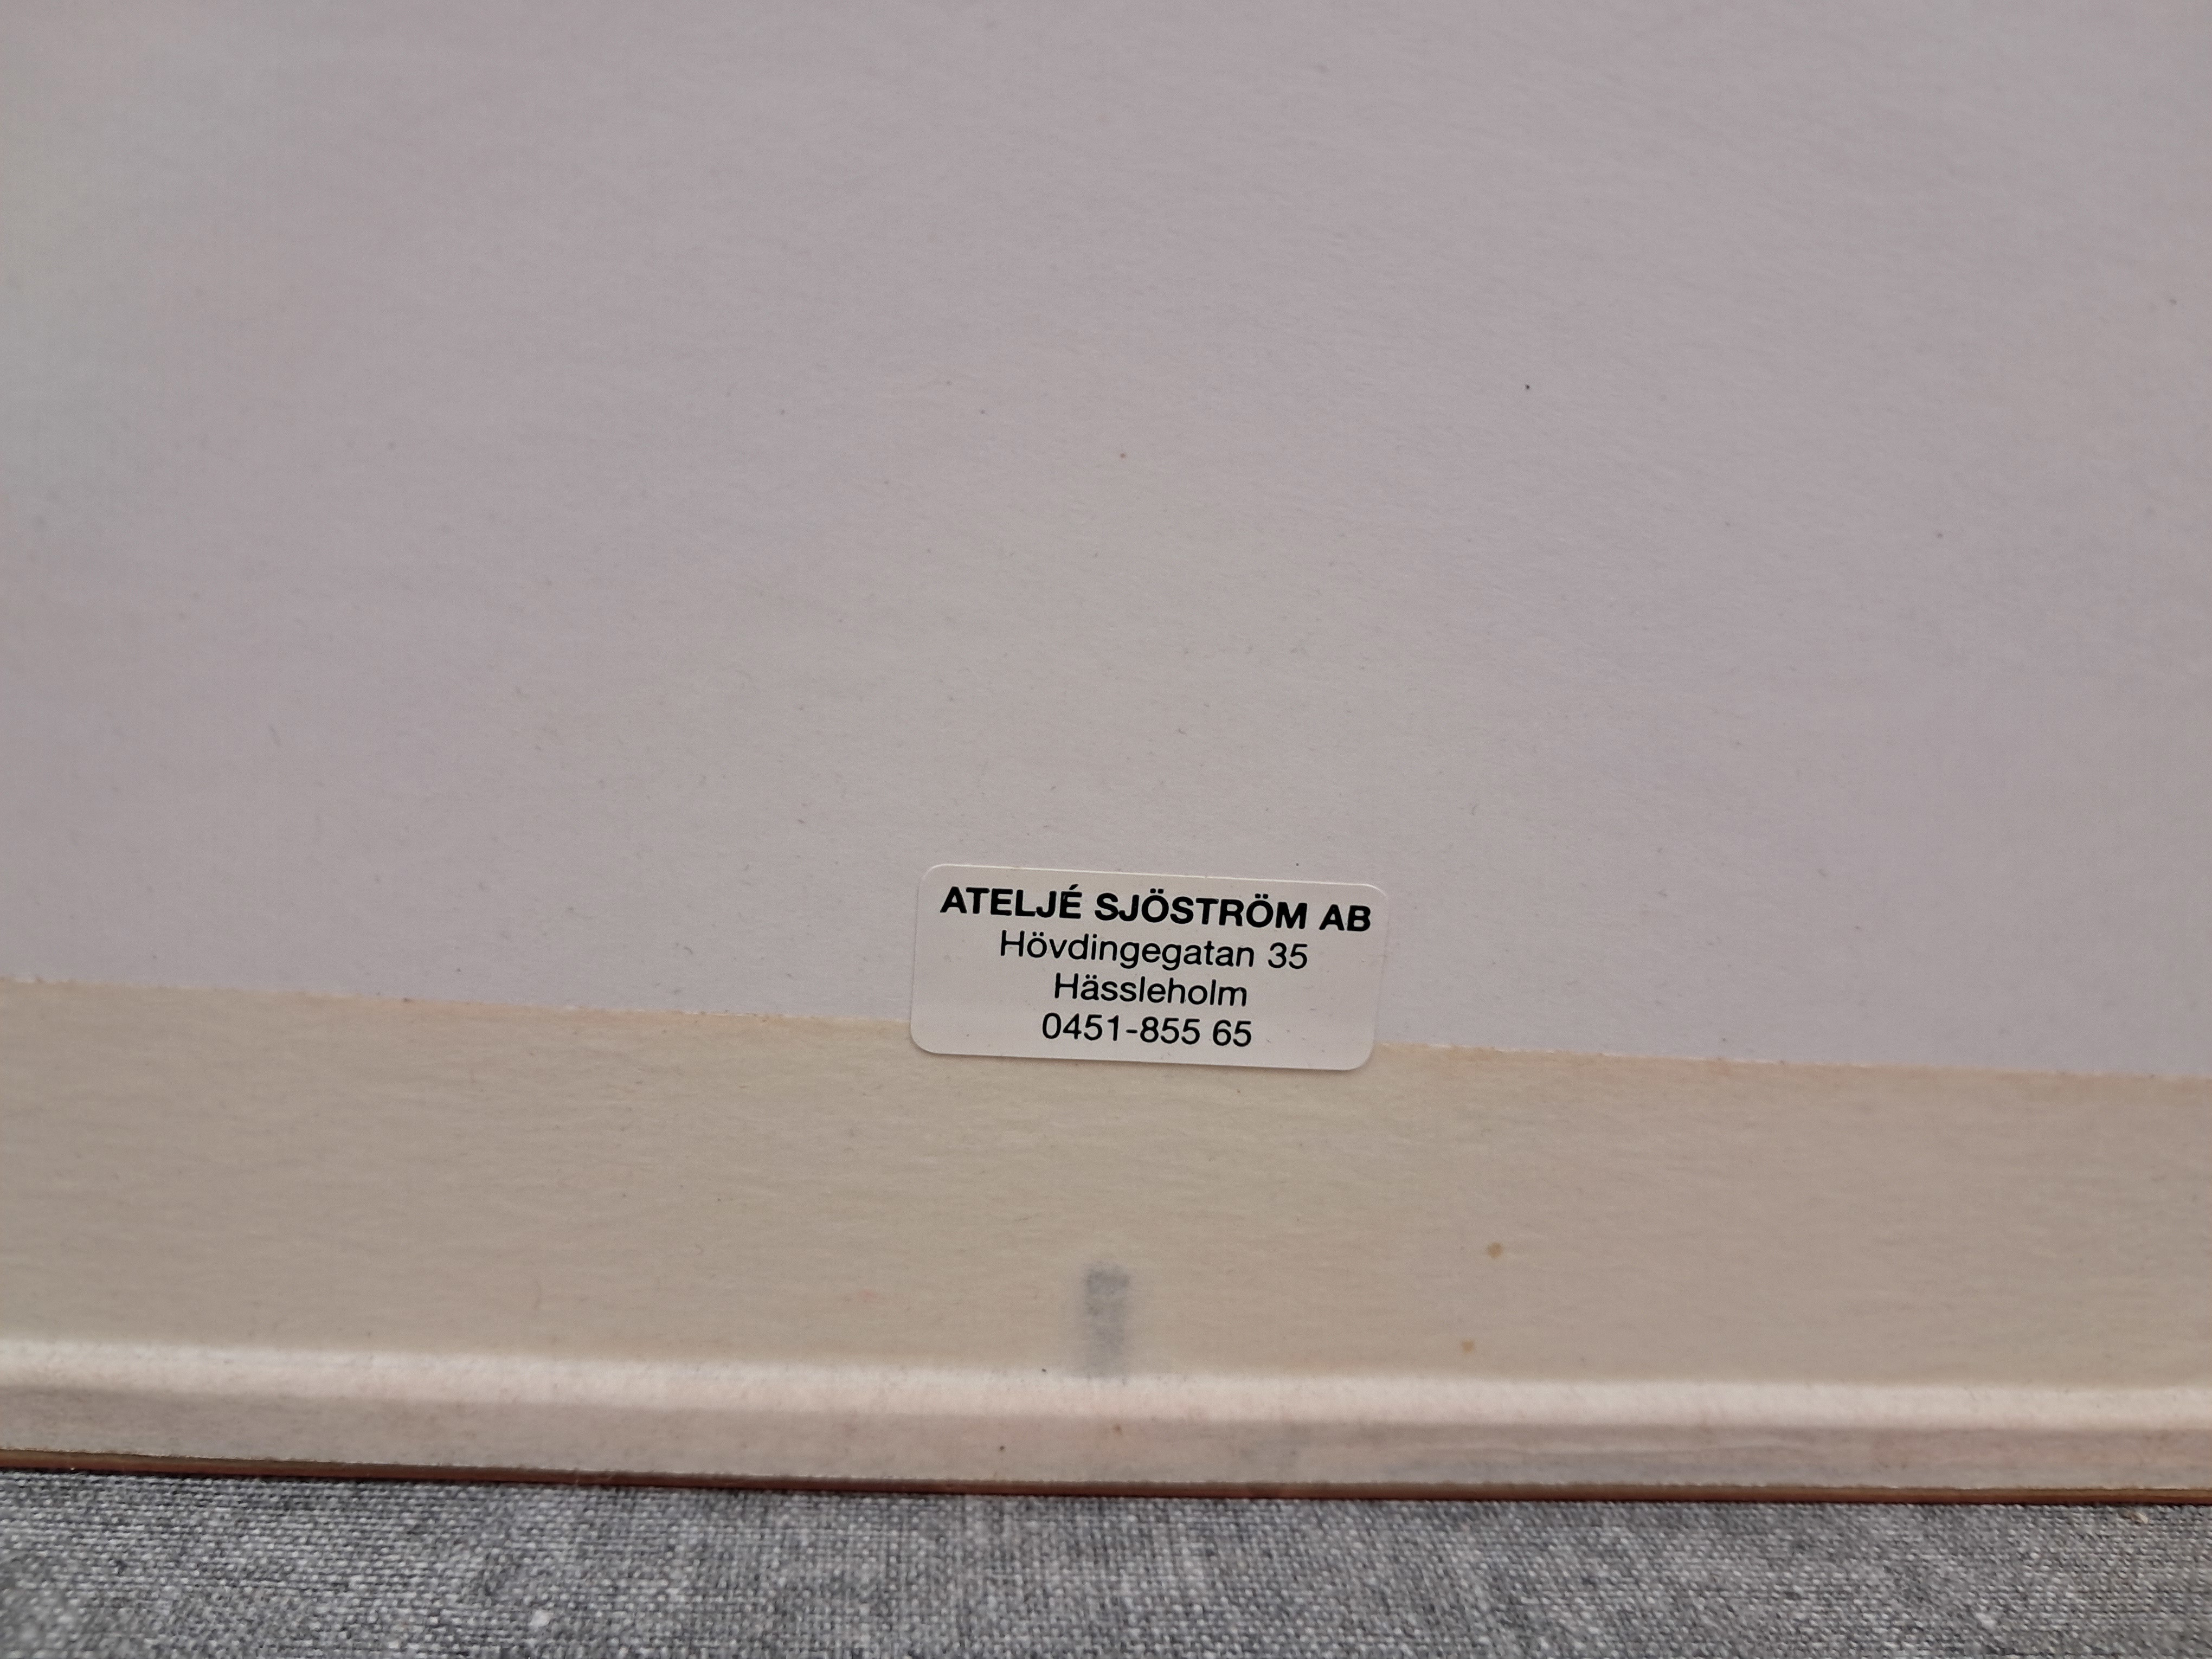 ATELJÉ SJÖSTRÖM AB
Hövdingegatan 35
Hässleholm
0451-855 65